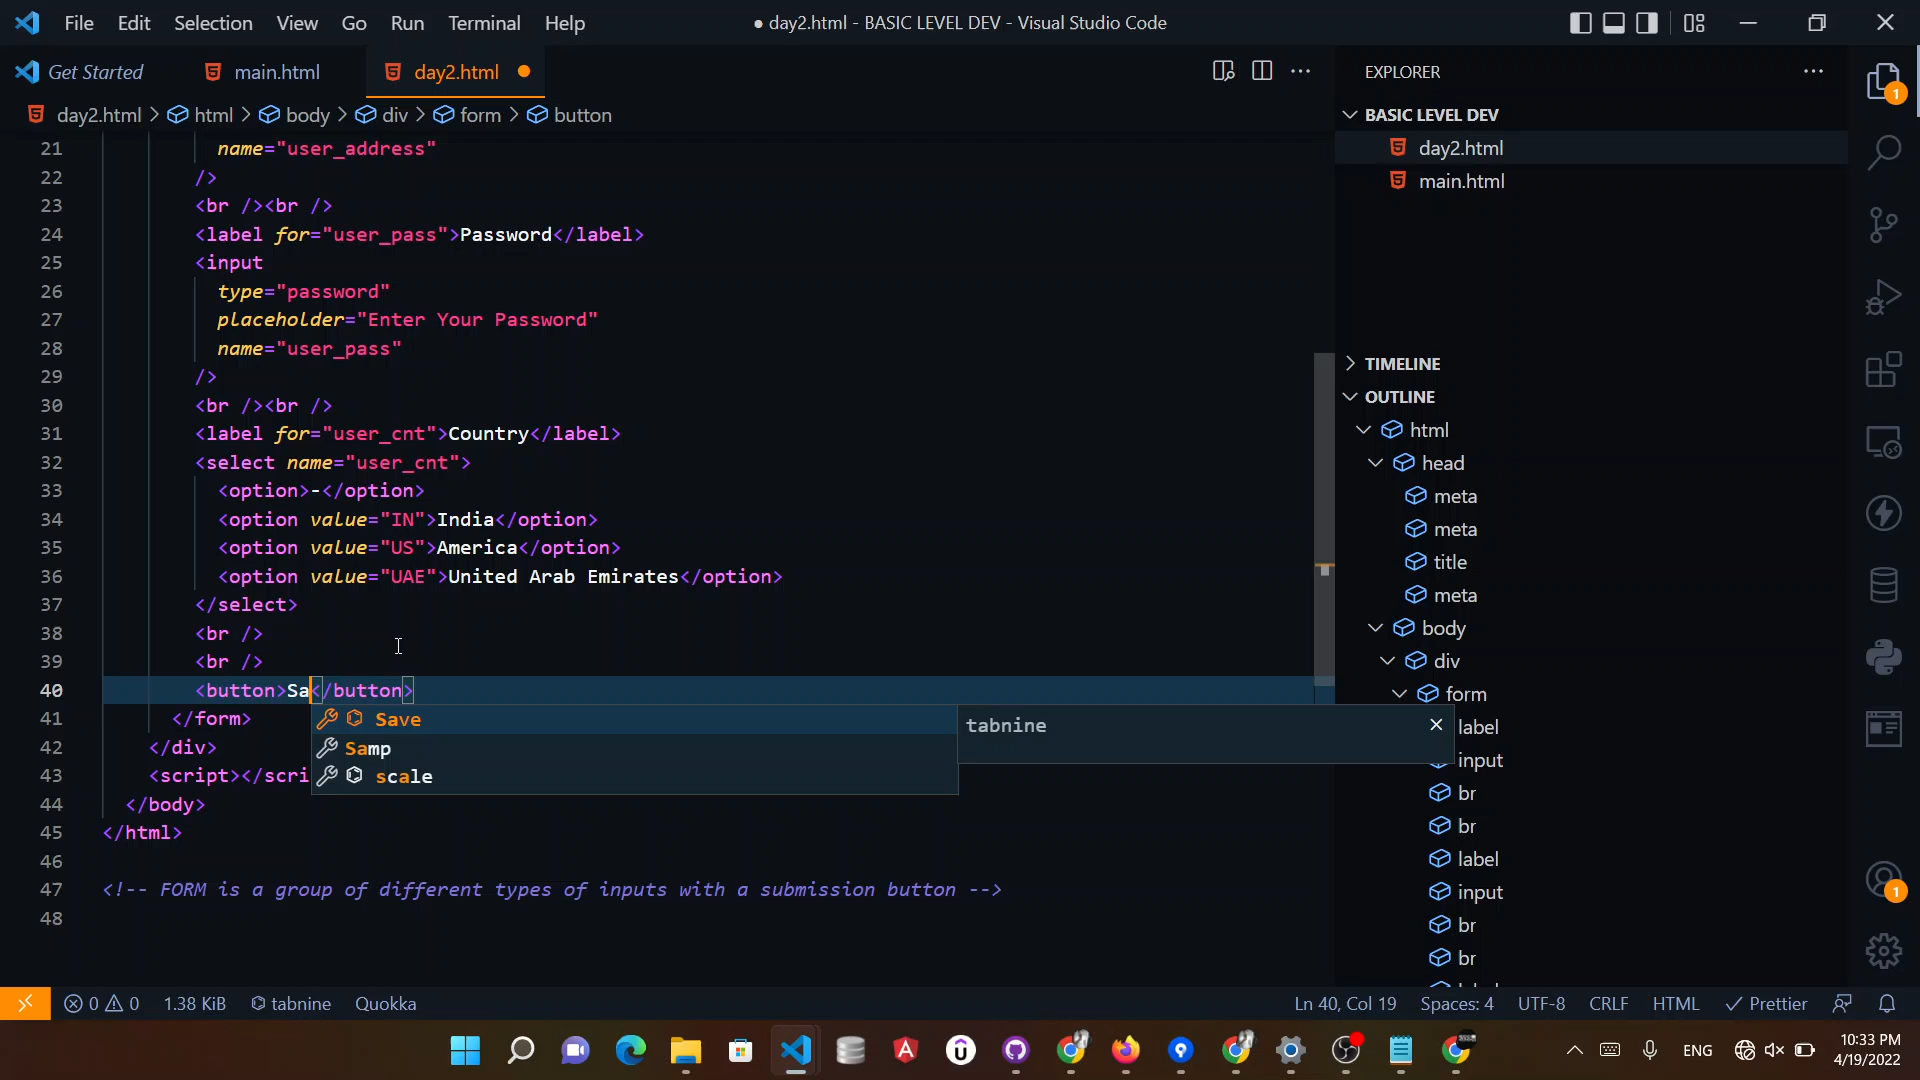 File Edit Selection View Go Run Terminal Help
● day2.html - BASIC LEVEL DEV - Visual Studio Code
Get Started main.html day2.html
EXPLORER
day2.html > html > body > div > form > button
BASIC LEVEL DEV
day2.html
main.html
TIMELINE
OUTLINE
html
head
meta
meta
title
meta
body
div
form
label
input
br
br
label
input
br
br
21 name="user_address"
22 />
23 <br /><br />
24 <label for="user_pass">Password</label>
25 <input
26 type="password"
27 placeholder="Enter Your Password"
28 name="user_pass"
29 />
30 <br /><br />
31 <label for="user_cnt">Country</label>
32 <select name="user_cnt">
33 <option>-</option>
34 <option value="IN">India</option>
35 <option value="US">America</option>
36 <option value="UAE">United Arab Emirates</option>
37 </select>
38 <br />
39 <br />
40 <button>Sa</button>
41 </form>
42 </div>
43 <script></scri
44 </body>
45 </html>
46
47 <!-- FORM is a group of different types of inputs with a submission button -->
48
Save
Samp
scale
tabnine
1
1
0 0 1.38 KiB tabnine Quokka
Ln 40, Col 19 Spaces: 4 UTF-8 CRLF HTML Prettier
ENG
10:33 PM
4/19/2022